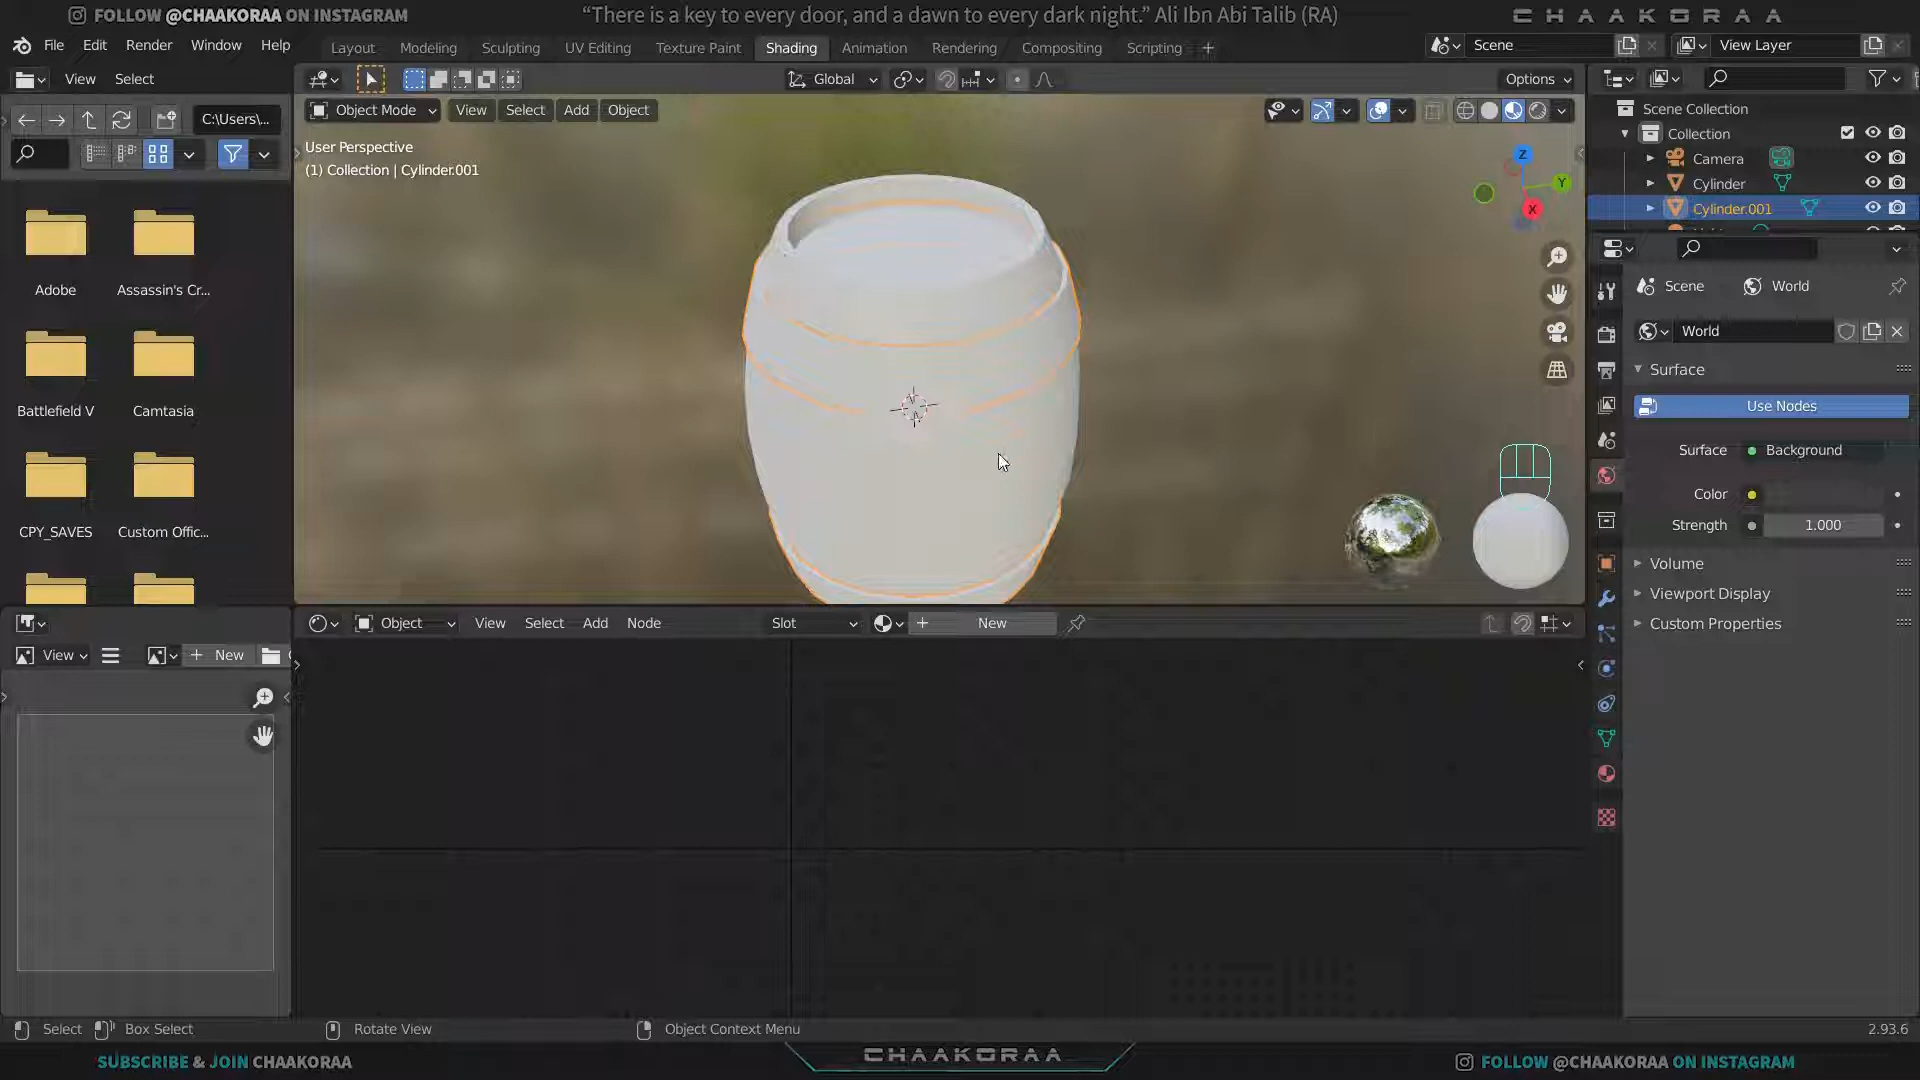 FOLLOW @CHAAKORAA ON INSTAGRAM
“There is a key to every door, and a dawn to every dark night.” Ali Ibn Abi Talib (RA)
CHAAKORAA
File Edit Render Window Help
Layout Modeling Sculpting UV Editing Texture Paint Shading Animation Rendering Compositing Scripting
Scene
View Layer
View Select
Global
Options
C:\Users\...
Object Mode View Select Add Object
User Perspective
(1) Collection | Cylinder.001
Z
Y
X
Scene Collection
Collection
Camera
Cylinder
Cylinder.001
Adobe
Assassin's Cr...
Battlefield V
Camtasia
CPY_SAVES
Custom Offic...
Scene World
World
Surface
Use Nodes
Surface Background
Color
Strength 1.000
Volume
Viewport Display
Custom Properties
Object View Select Add Node Slot New
View New
Select Box Select Rotate View Object Context Menu 2.93.6
SUBSCRIBE & JOIN CHAAKORAA
CHAAKORAA
FOLLOW @CHAAKORAA ON INSTAGRAM